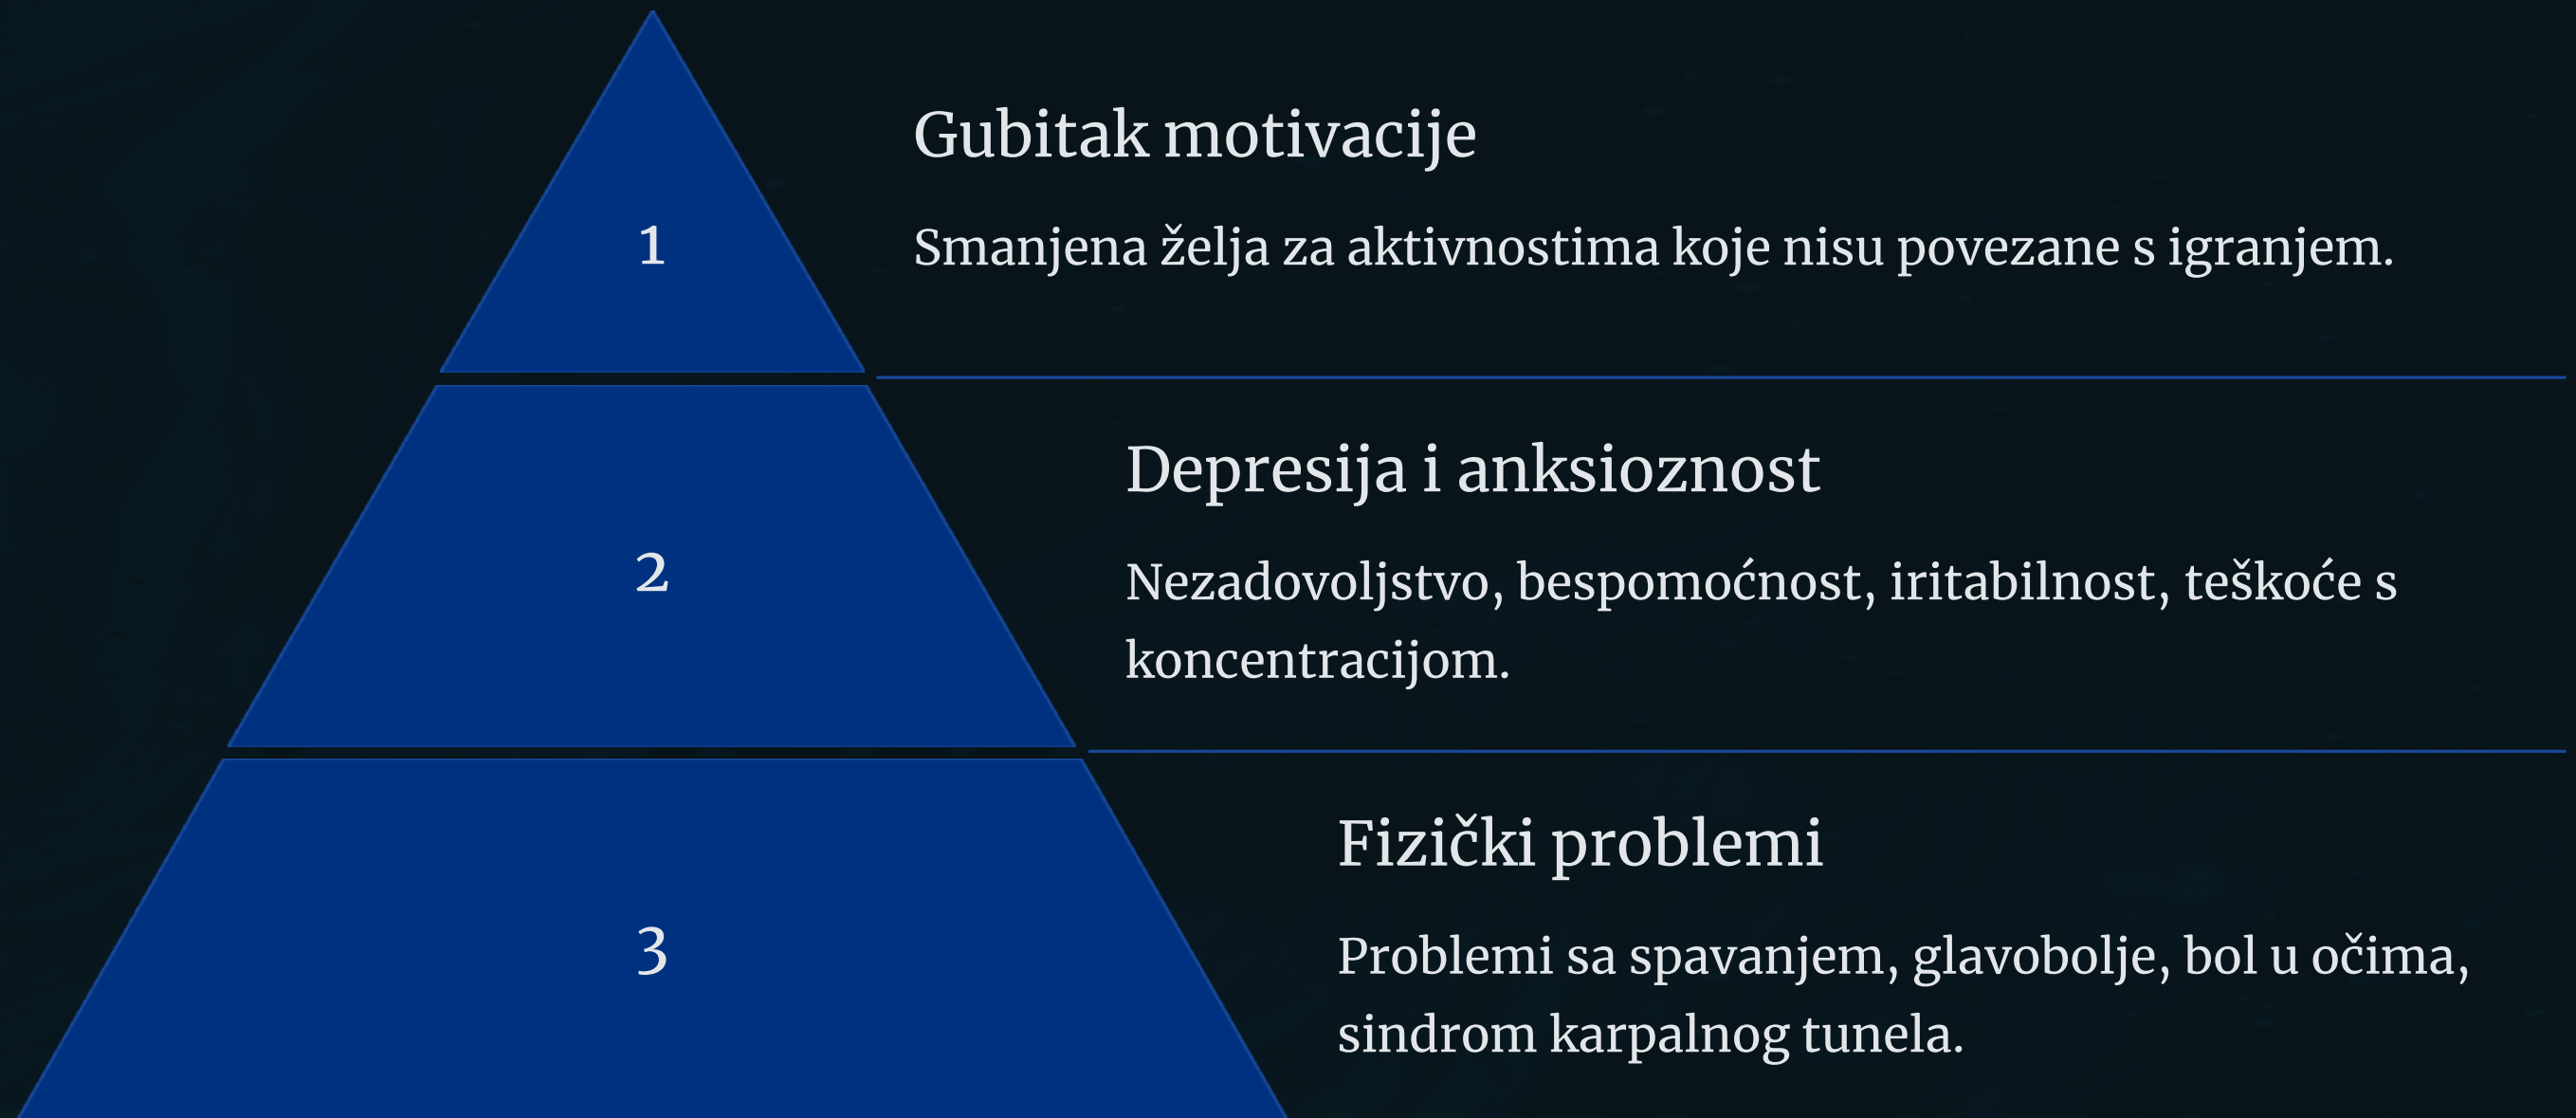 1
Gubitak motivacije
Smanjena želja za aktivnostima koje nisu povezane s igranjem.
2
Depresija i anksioznost
Nezadovoljstvo, bespomoćnost, iritabilnost, teškoće s
koncentracijom.
3
Fizički problemi
Problemi sa spavanjem, glavobolje, bol u očima,
sindrom karpalnog tunela.